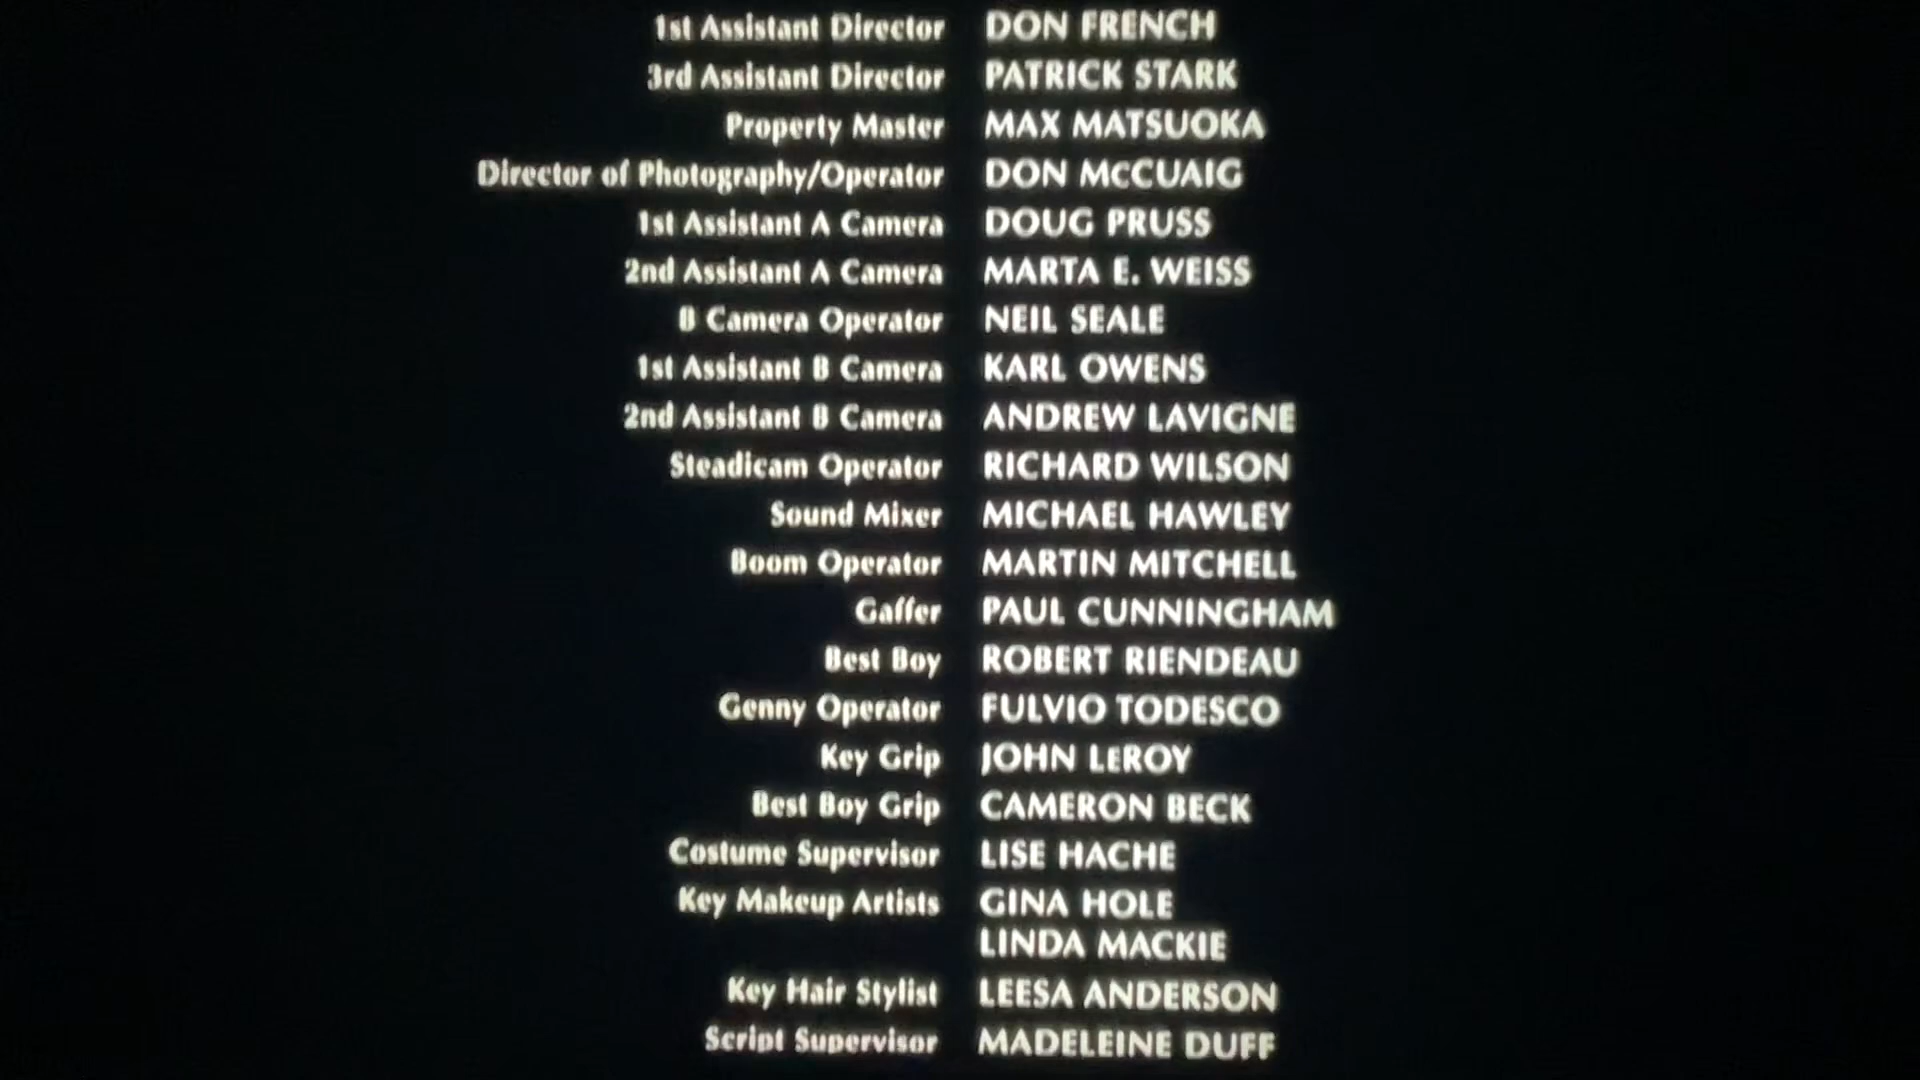 1st Assistant Director DON FRENCH
3rd Assistant Director PATRICK STARK
Property Master MAX MATSUOKA
Director of Photography/Operator DON McCUAIG
1st Assistant A Camera DOUG PRUSS
2nd Assistant A Camera MARTA E. WEISS
B Camera Operator NEIL SEALE
1st Assistant B Camera KARL OWENS
2nd Assistant B Camera ANDREW LAVIGNE
Steadicam Operator RICHARD WILSON
Sound Mixer MICHAEL HAWLEY
Boom Operator MARTIN MITCHELL
Gaffer PAUL CUNNINGHAM
Best Boy ROBERT RIENDEAU
Genny Operator FULVIO TODESCO
Key Grip JOHN LeROY
Best Boy Grip CAMERON BECK
Costume Supervisor LISE HACHE
Key Makeup Artists GINA HOLE
LINDA MACKIE
Key Hair Stylist LEESA ANDERSON
Script Supervisor MADELEINE DUFF